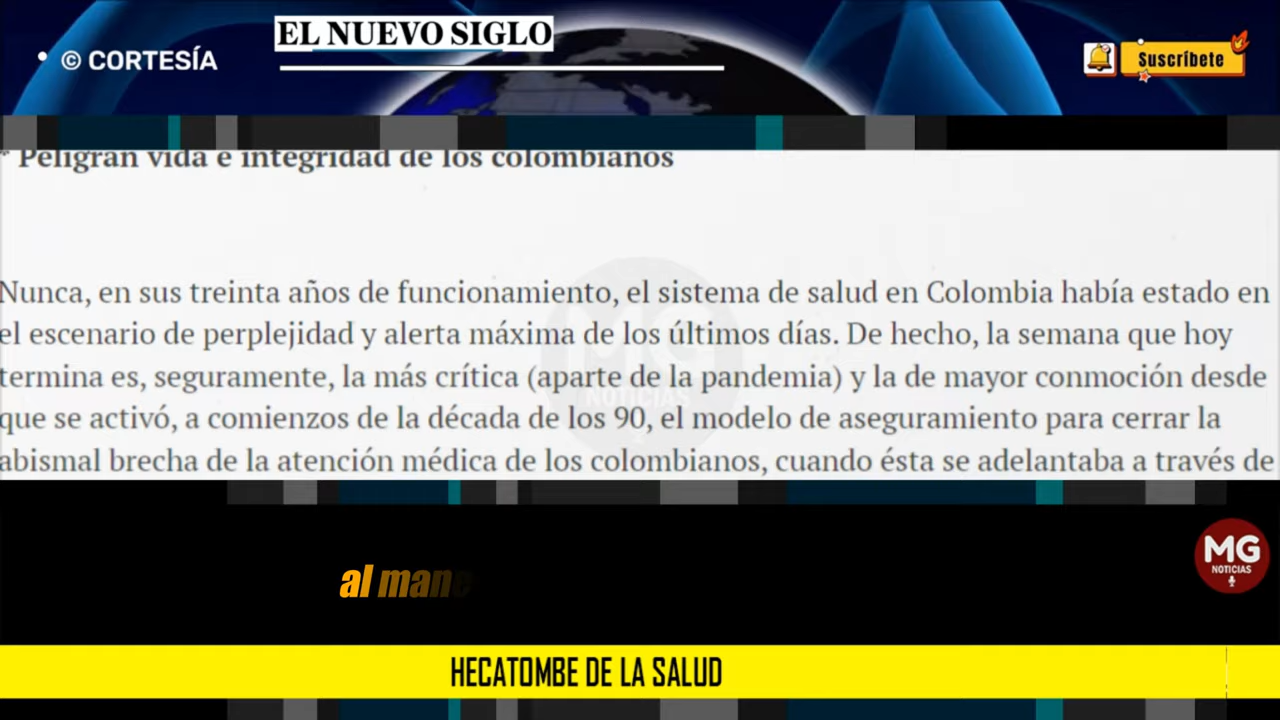 EL NUEVO SIGLO
© CORTESÍA
Suscríbete
* Peligran vida e integridad de los colombianos
Nunca, en sus treinta años de funcionamiento, el sistema de salud en Colombia había estado en
el escenario de perplejidad y alerta máxima de los últimos días. De hecho, la semana que hoy
termina es, seguramente, la más crítica (aparte de la pandemia) y la de mayor conmoción desde
que se activó, a comienzos de la década de los 90, el modelo de aseguramiento para cerrar la
abismal brecha de la atención médica de los colombianos, cuando ésta se adelantaba a través de
MG
NOTICIAS
al
MG
NOTICIAS
HECATOMBE DE LA SALUD